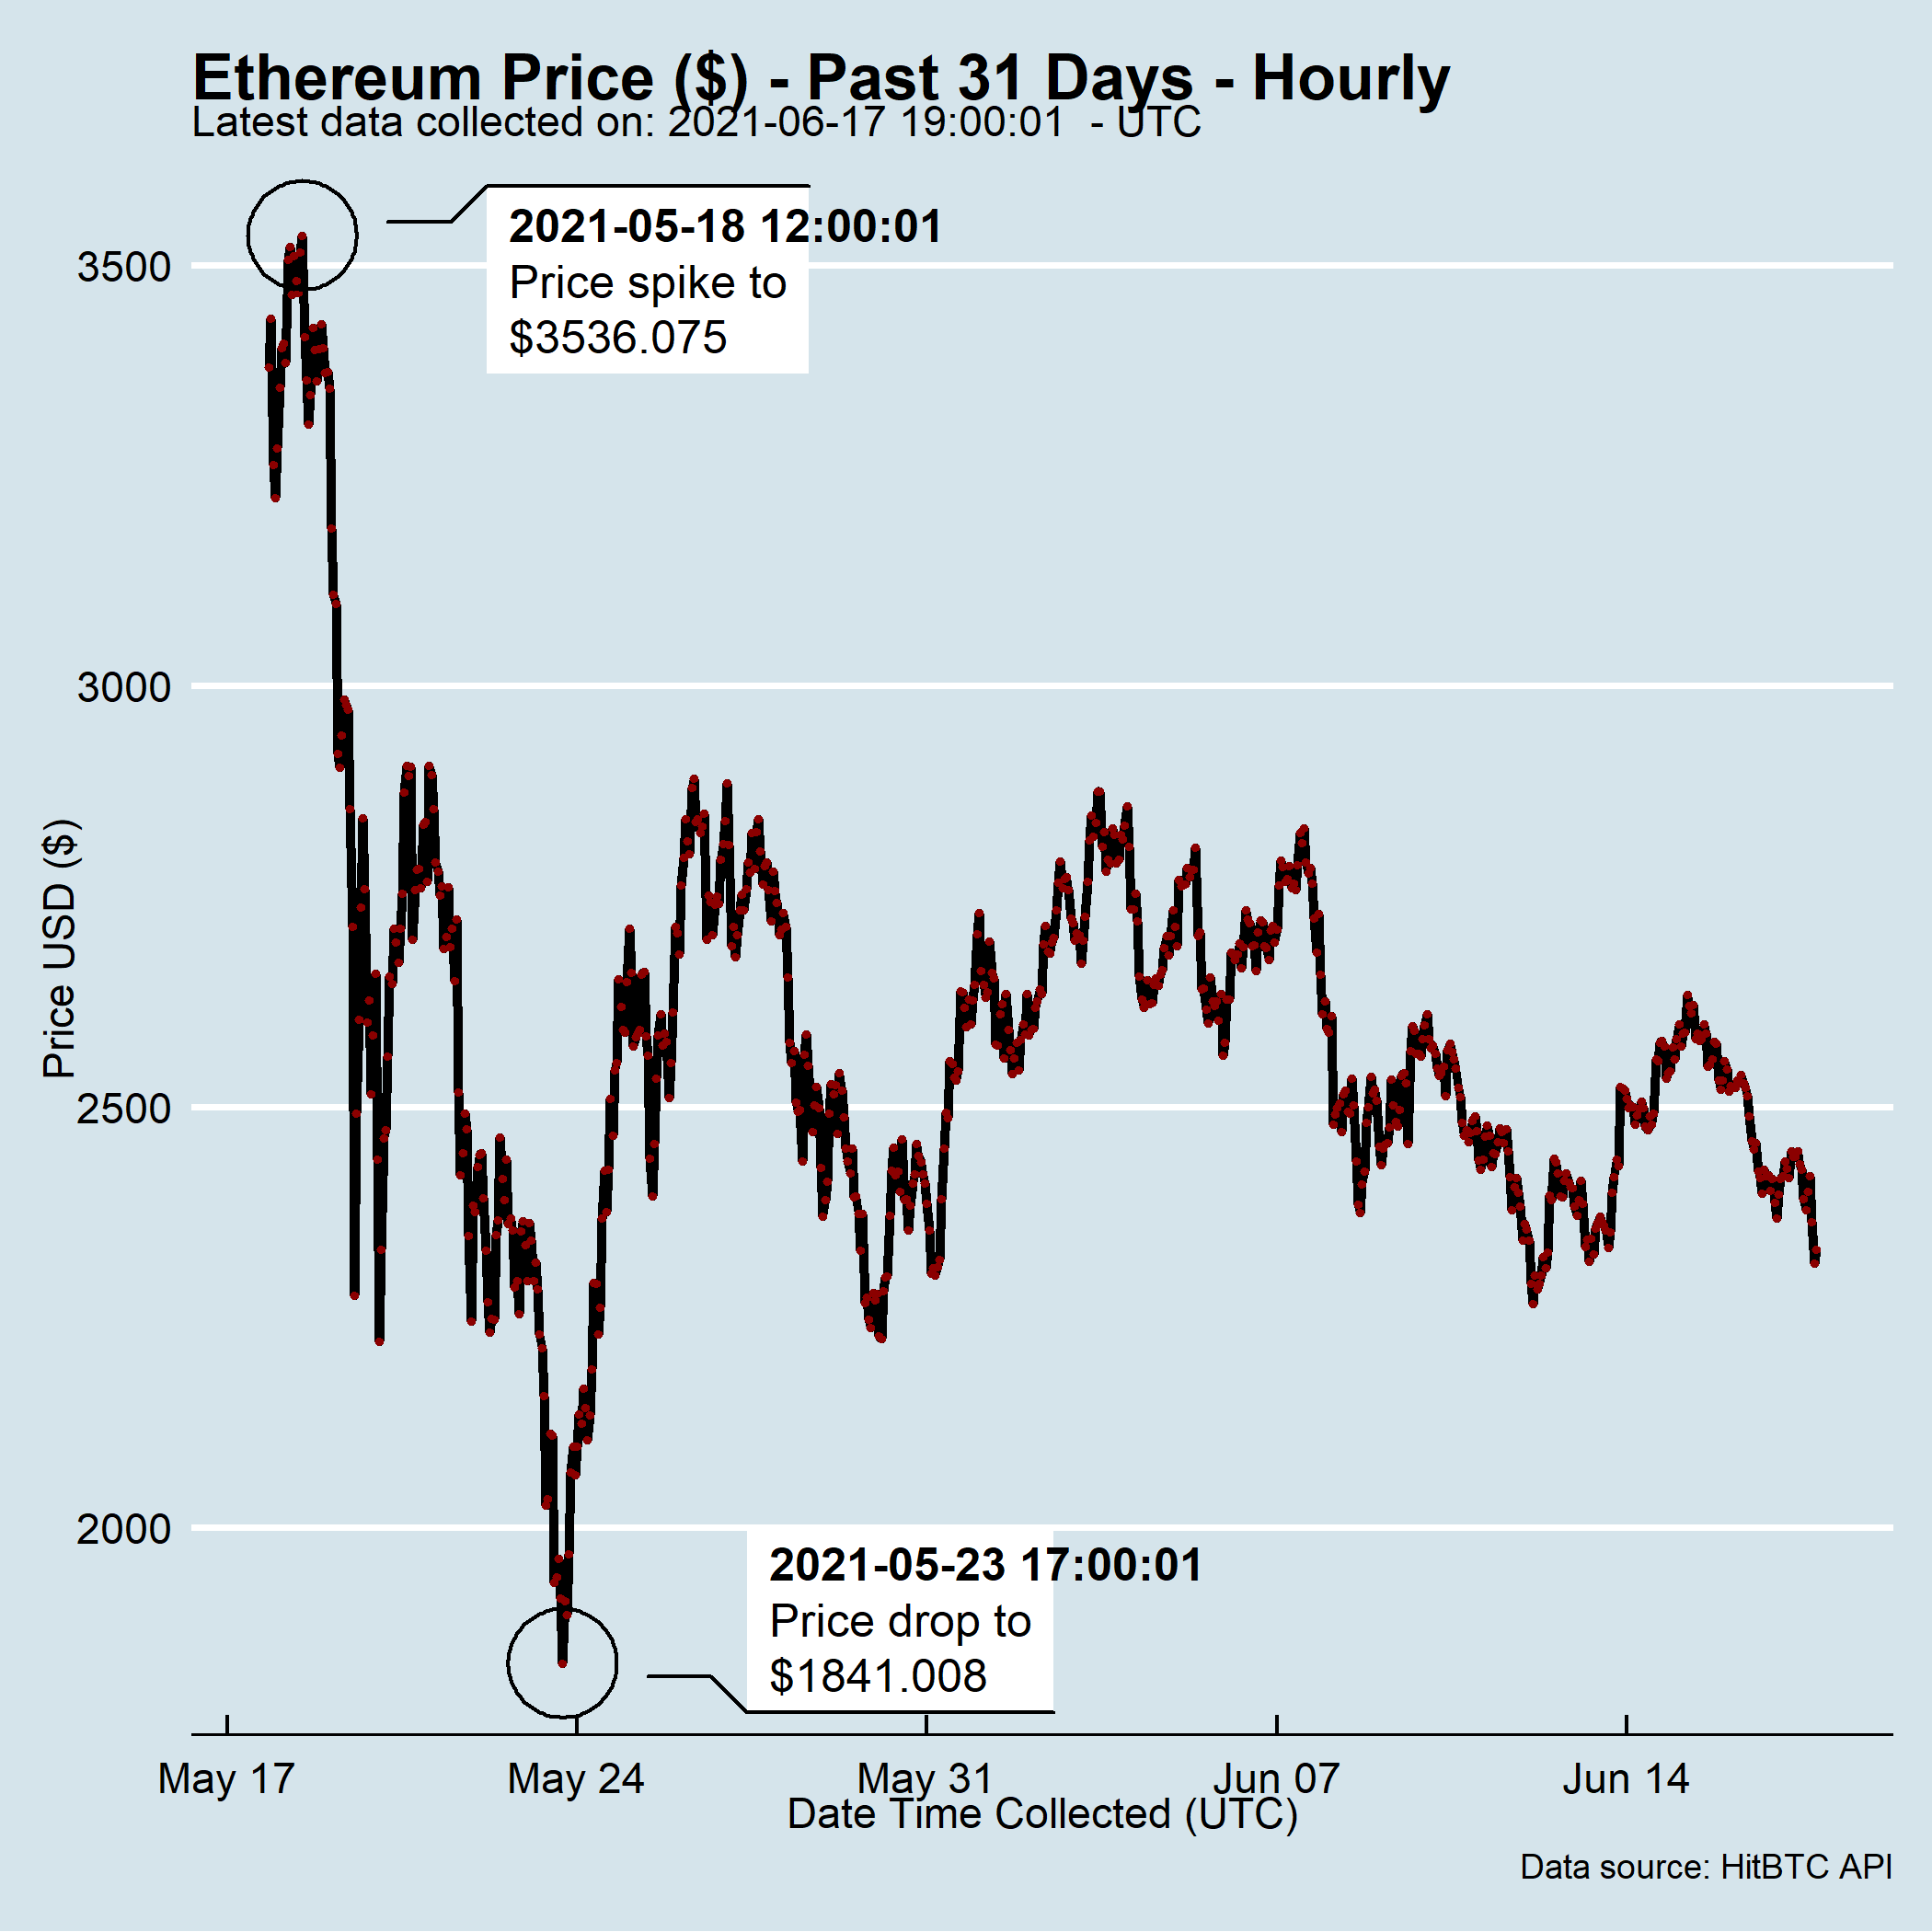 Ethereum Price ($) - Past 31 Days - Hourly
Latest data collected on: 2021-06-17 19:00:01  - UTC
2021-05-18 12:00:01
Price spike to
$3536.075
3500
3000
Price USD ($)
2500
2000
2021-05-23 17:00:01
Price drop to
$1841.008
May 17
May 24
May 31
Jun 07
Jun 14
Date Time Collected (UTC)
Data source: HitBTC API